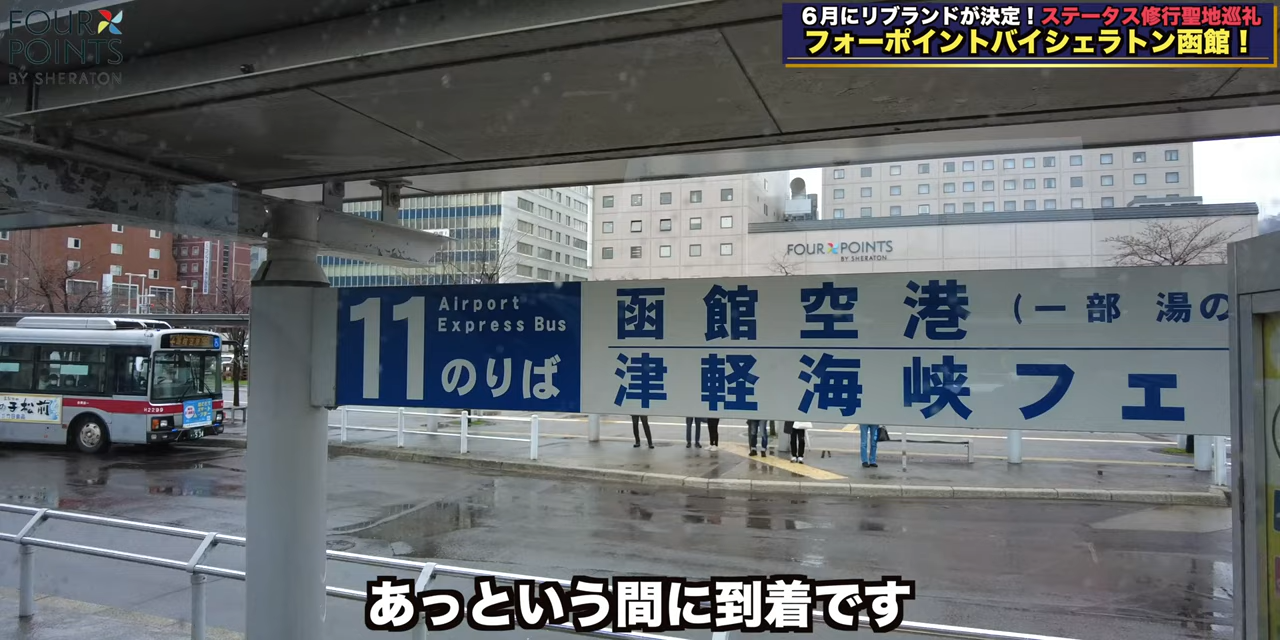 FOUR POINTS
BY SHERATON
6月にリブランドが決定！ステータス修行聖地巡礼
フォーポイントバイシェラトン函館！
FOUR POINTS
BY SHERATON
11 Airport
Express Bus
のりば
函館空港（一部 湯の
津軽海峡フェ
あっという間に到着です